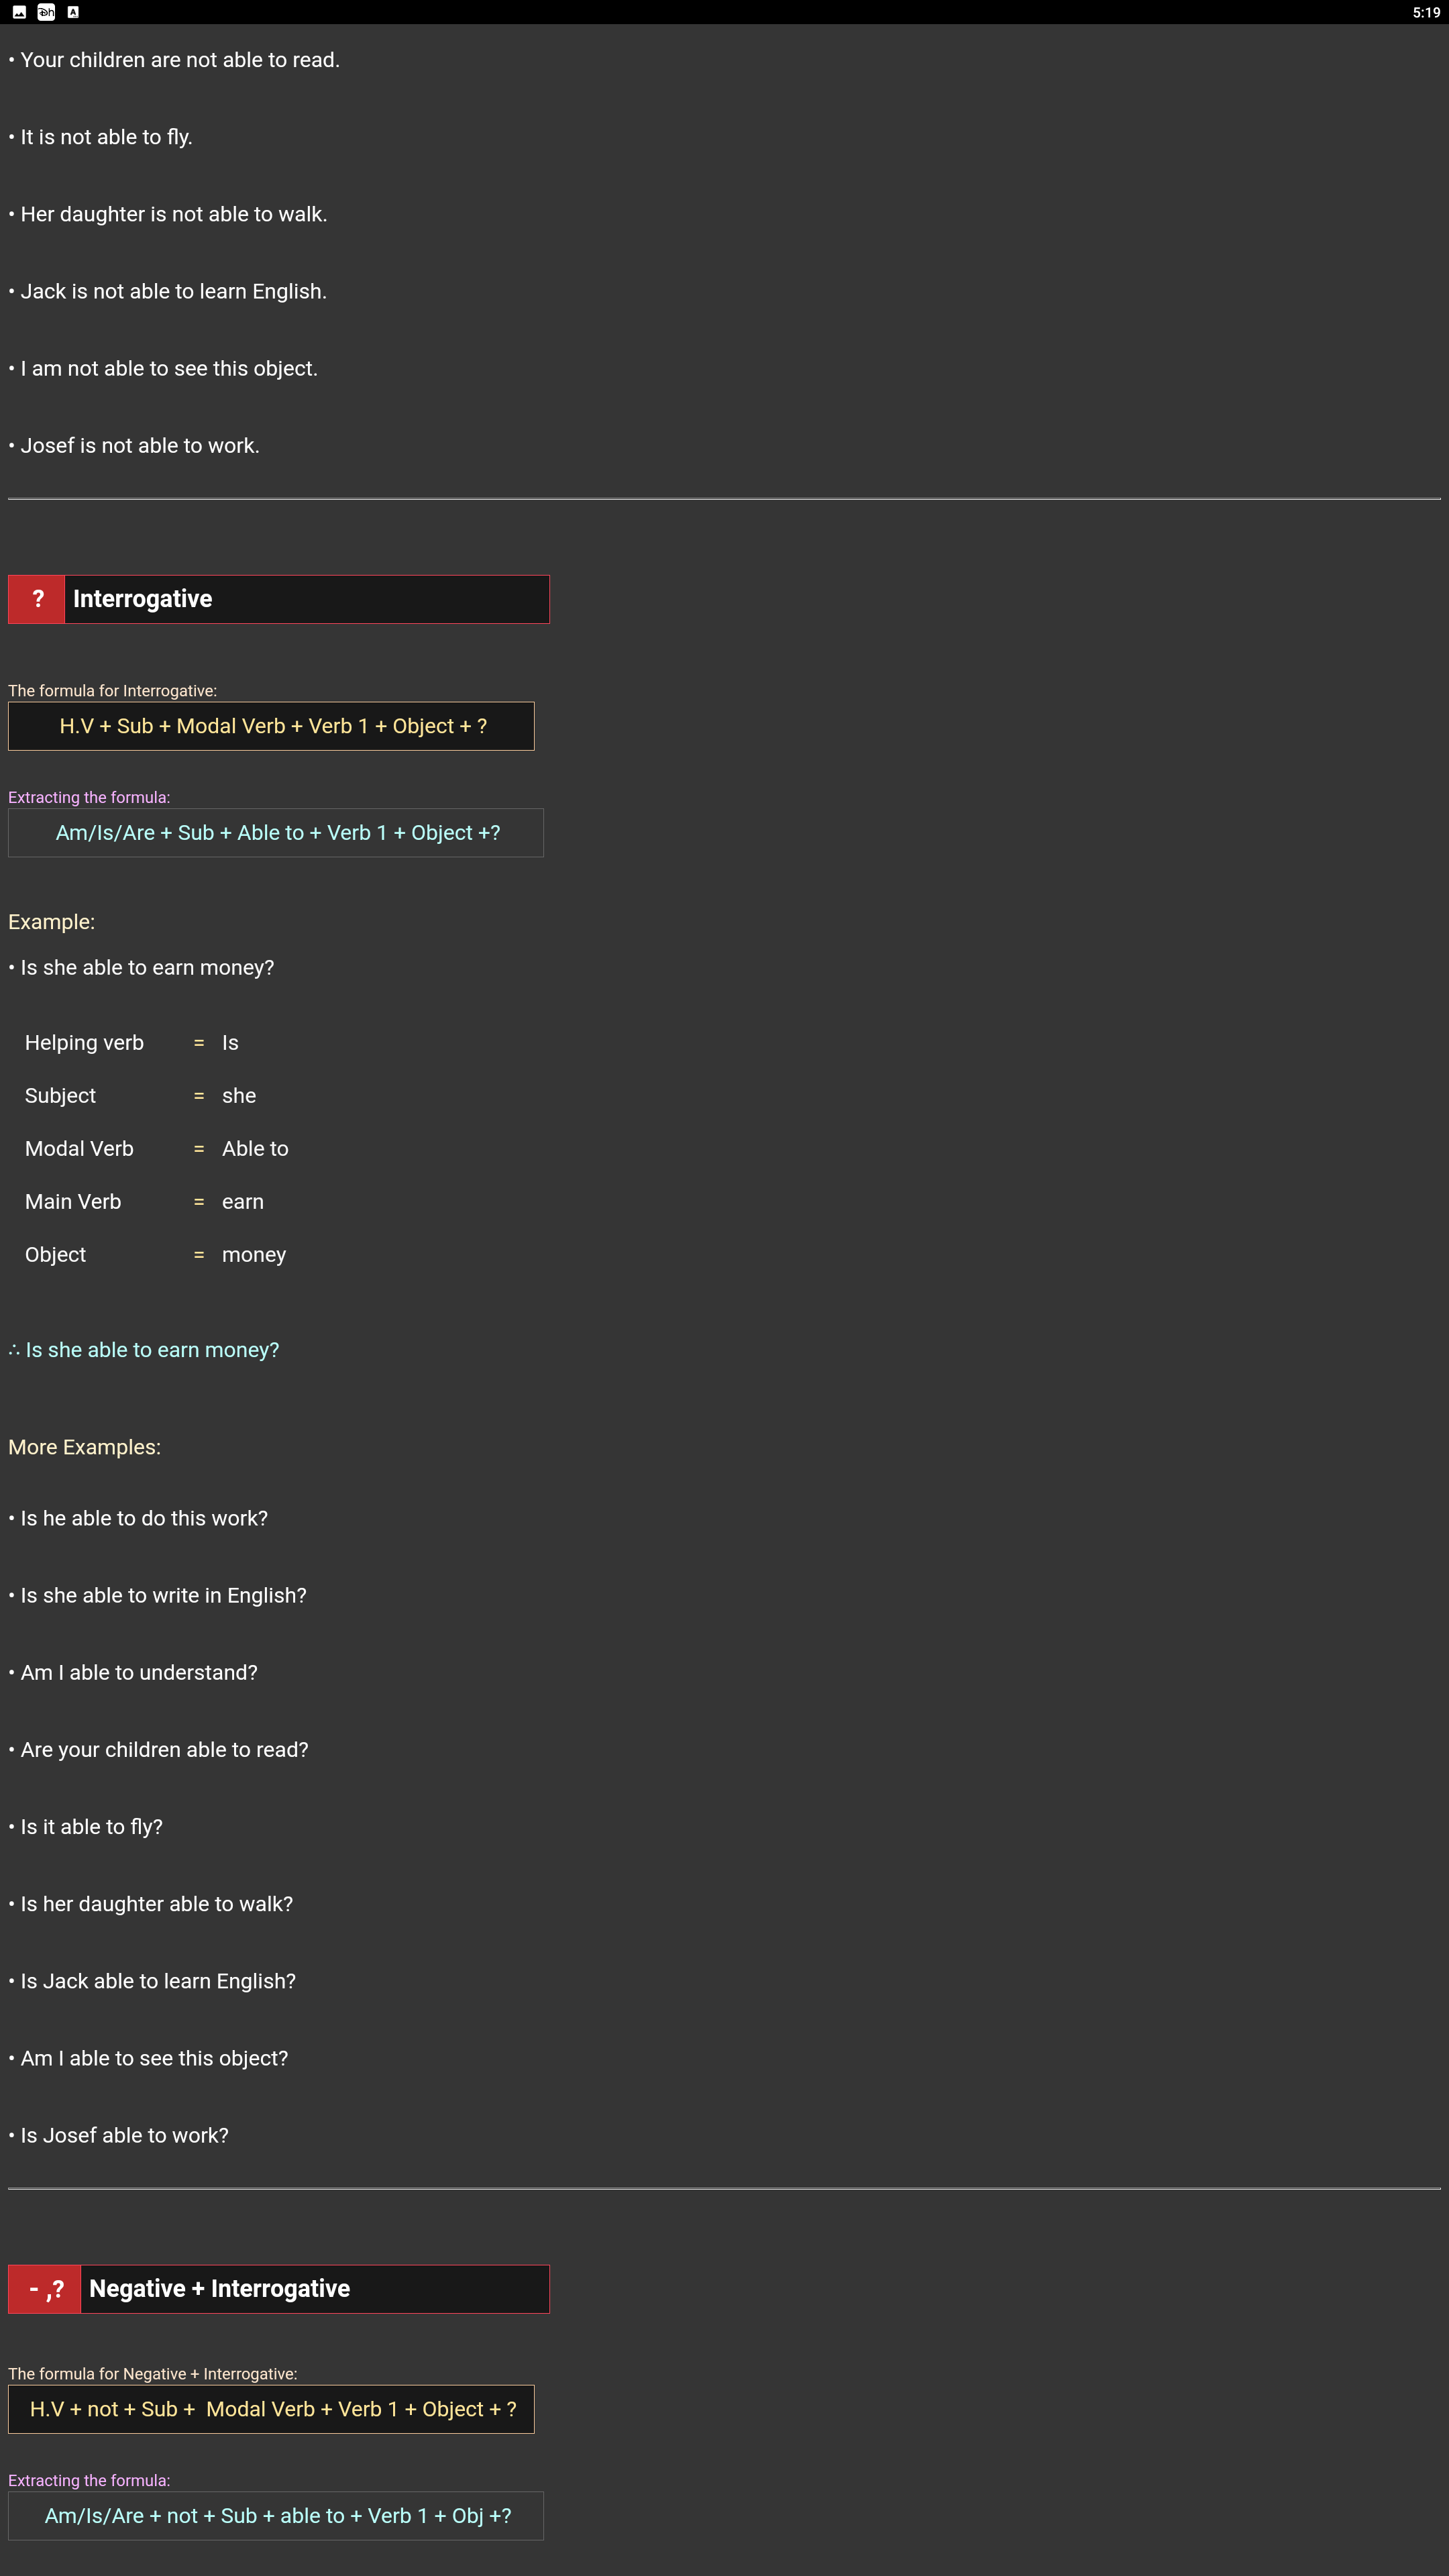 5:19
• Your children are not able to read.
• It is not able to fly.
• Her daughter is not able to walk.
• Jack is not able to learn English.
• I am not able to see this object.
• Josef is not able to work.
? Interrogative
The formula for Interrogative:
H.V + Sub + Modal Verb + Verb 1 + Object + ?
Extracting the formula:
Am/Is/Are + Sub + Able to + Verb 1 + Object +?
Example:
• Is she able to earn money?
Helping verb = Is
Subject = she
Modal Verb = Able to
Main Verb = earn
Object = money
∴ Is she able to earn money?
More Examples:
• Is he able to do this work?
• Is she able to write in English?
• Am I able to understand?
• Are your children able to read?
• Is it able to fly?
• Is her daughter able to walk?
• Is Jack able to learn English?
• Am I able to see this object?
• Is Josef able to work?
- ,? Negative + Interrogative
The formula for Negative + Interrogative:
H.V + not + Sub +  Modal Verb + Verb 1 + Object + ?
Extracting the formula:
Am/Is/Are + not + Sub + able to + Verb 1 + Obj +?